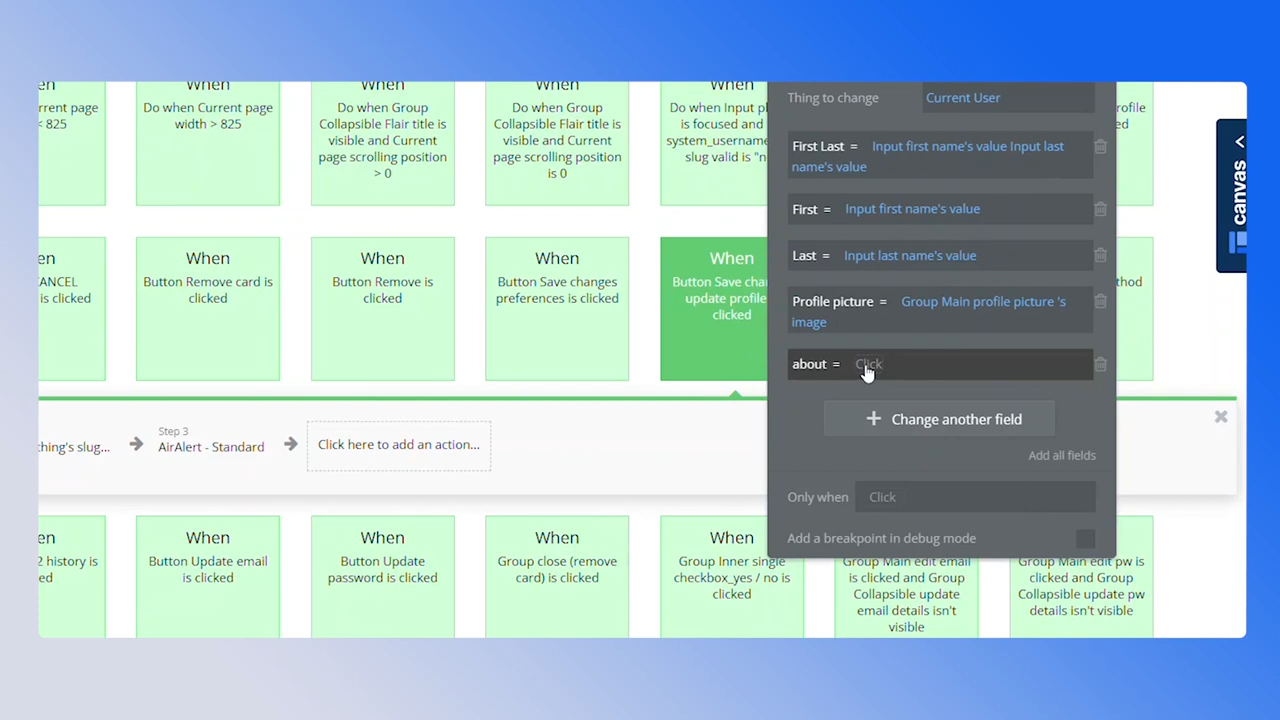 en
rrent page
< 825
When
Do when Current page
width > 825
When
Do when Group
Collapsible Flair title is
visible and Current
page scrolling position
> 0
When
Do when Group
Collapsible Flair title is
visible and Current
page scrolling position
is 0
When
Do when Input
is focused and
system_usernam
slug valid is "n
Thing to change
Current User
First Last = Input first name's value Input last
name's value
First = Input first name's value
Last = Input last name's value
Profile picture = Group Main profile picture 's
image
about = Click
+ Change another field
Add all fields
Only when Click
Add a breakpoint in debug mode
rofile
ed
canvas
en
CANCEL
is clicked
When
Button Remove card is
clicked
When
Button Remove is
clicked
When
Button Save changes
preferences is clicked
When
Button Save chan
update profile
clicked
thod
thing's slug...
Step 3
AirAlert - Standard
Click here to add an action...
en
2 history is
ed
When
Button Update email
is clicked
When
Button Update
password is clicked
When
Group close (remove
card) is clicked
When
Group Inner single
checkbox_yes / no is
clicked
Group Main edit email
is clicked and Group
Collapsible update
email details isn't
visible
Group Main edit pw is
clicked and Group
Collapsible update pw
details isn't visible